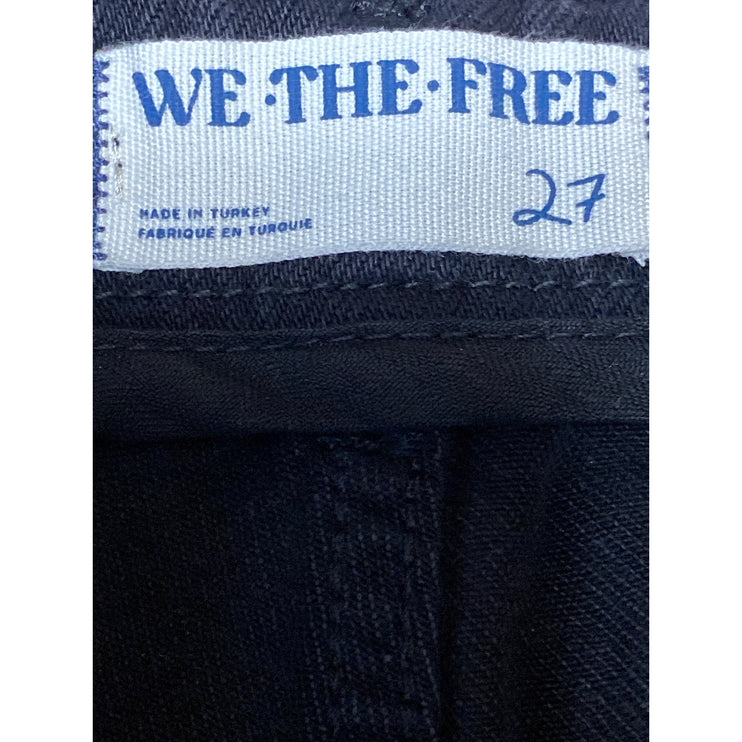 WE·THE·FREE
27
MADE IN TURKEY
FABRIQUÉ EN TURQUIE